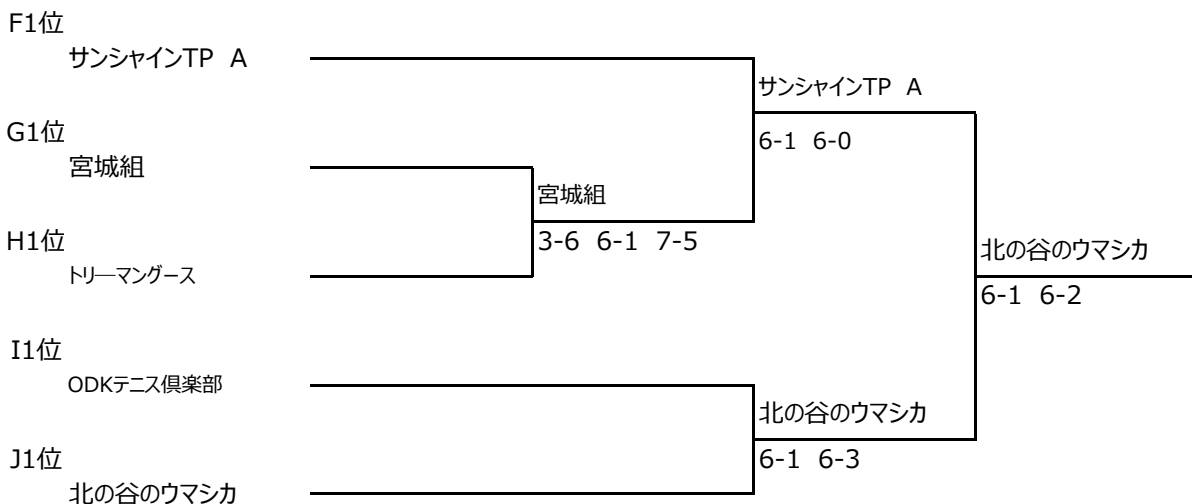 F1位
サンシャインTP A
サンシャインTP A
G1位
6-1 6-0
宮城組
宮城組
H1位
3-6 6-1 7-5
北の谷のウマシカ
トリ―マングース
6-1 6-2
I1位
ODKテニス倶楽部
北の谷のウマシカ
J1位
6-1 6-3
北の谷のウマシカ